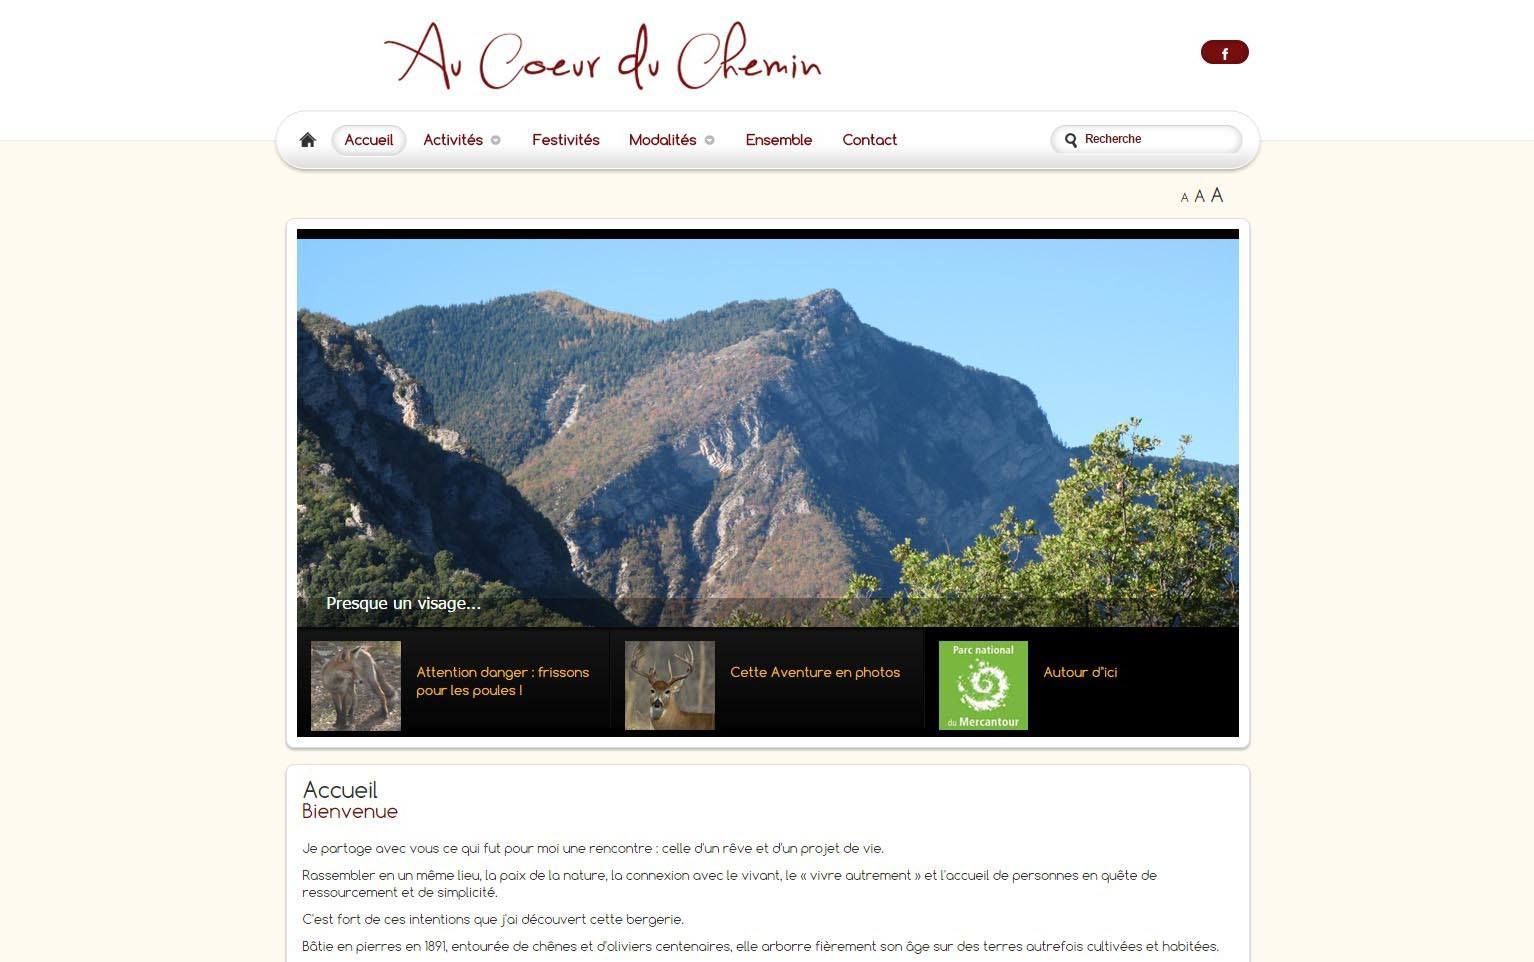 Au Coeur du Chemin
f
Accueil Activités Festivités Modalités Ensemble Contact Recherche
A A A
Presque un visage...
Attention danger : frissons
pour les poules !
Cette Aventure en photos
Parc national
du Mercantour
Autour d"ici
Accueil
Bienvenue
Je partage avec vous ce qui fut pour moi une rencontre : celle d'un rêve et d'un projet de vie.
Rassembler en un même lieu, la paix de la nature, la connexion avec le vivant, le « vivre autrement » et l'accueil de personnes en quête de
ressourcement et de simplicité.
C'est fort de ces intentions que j'ai découvert cette bergerie.
Bâtie en pierres en 1891, entourée de chênes et d'oliviers centenaires, elle arborre fièrement son âge sur des terres autrefois cultivées et habitées.